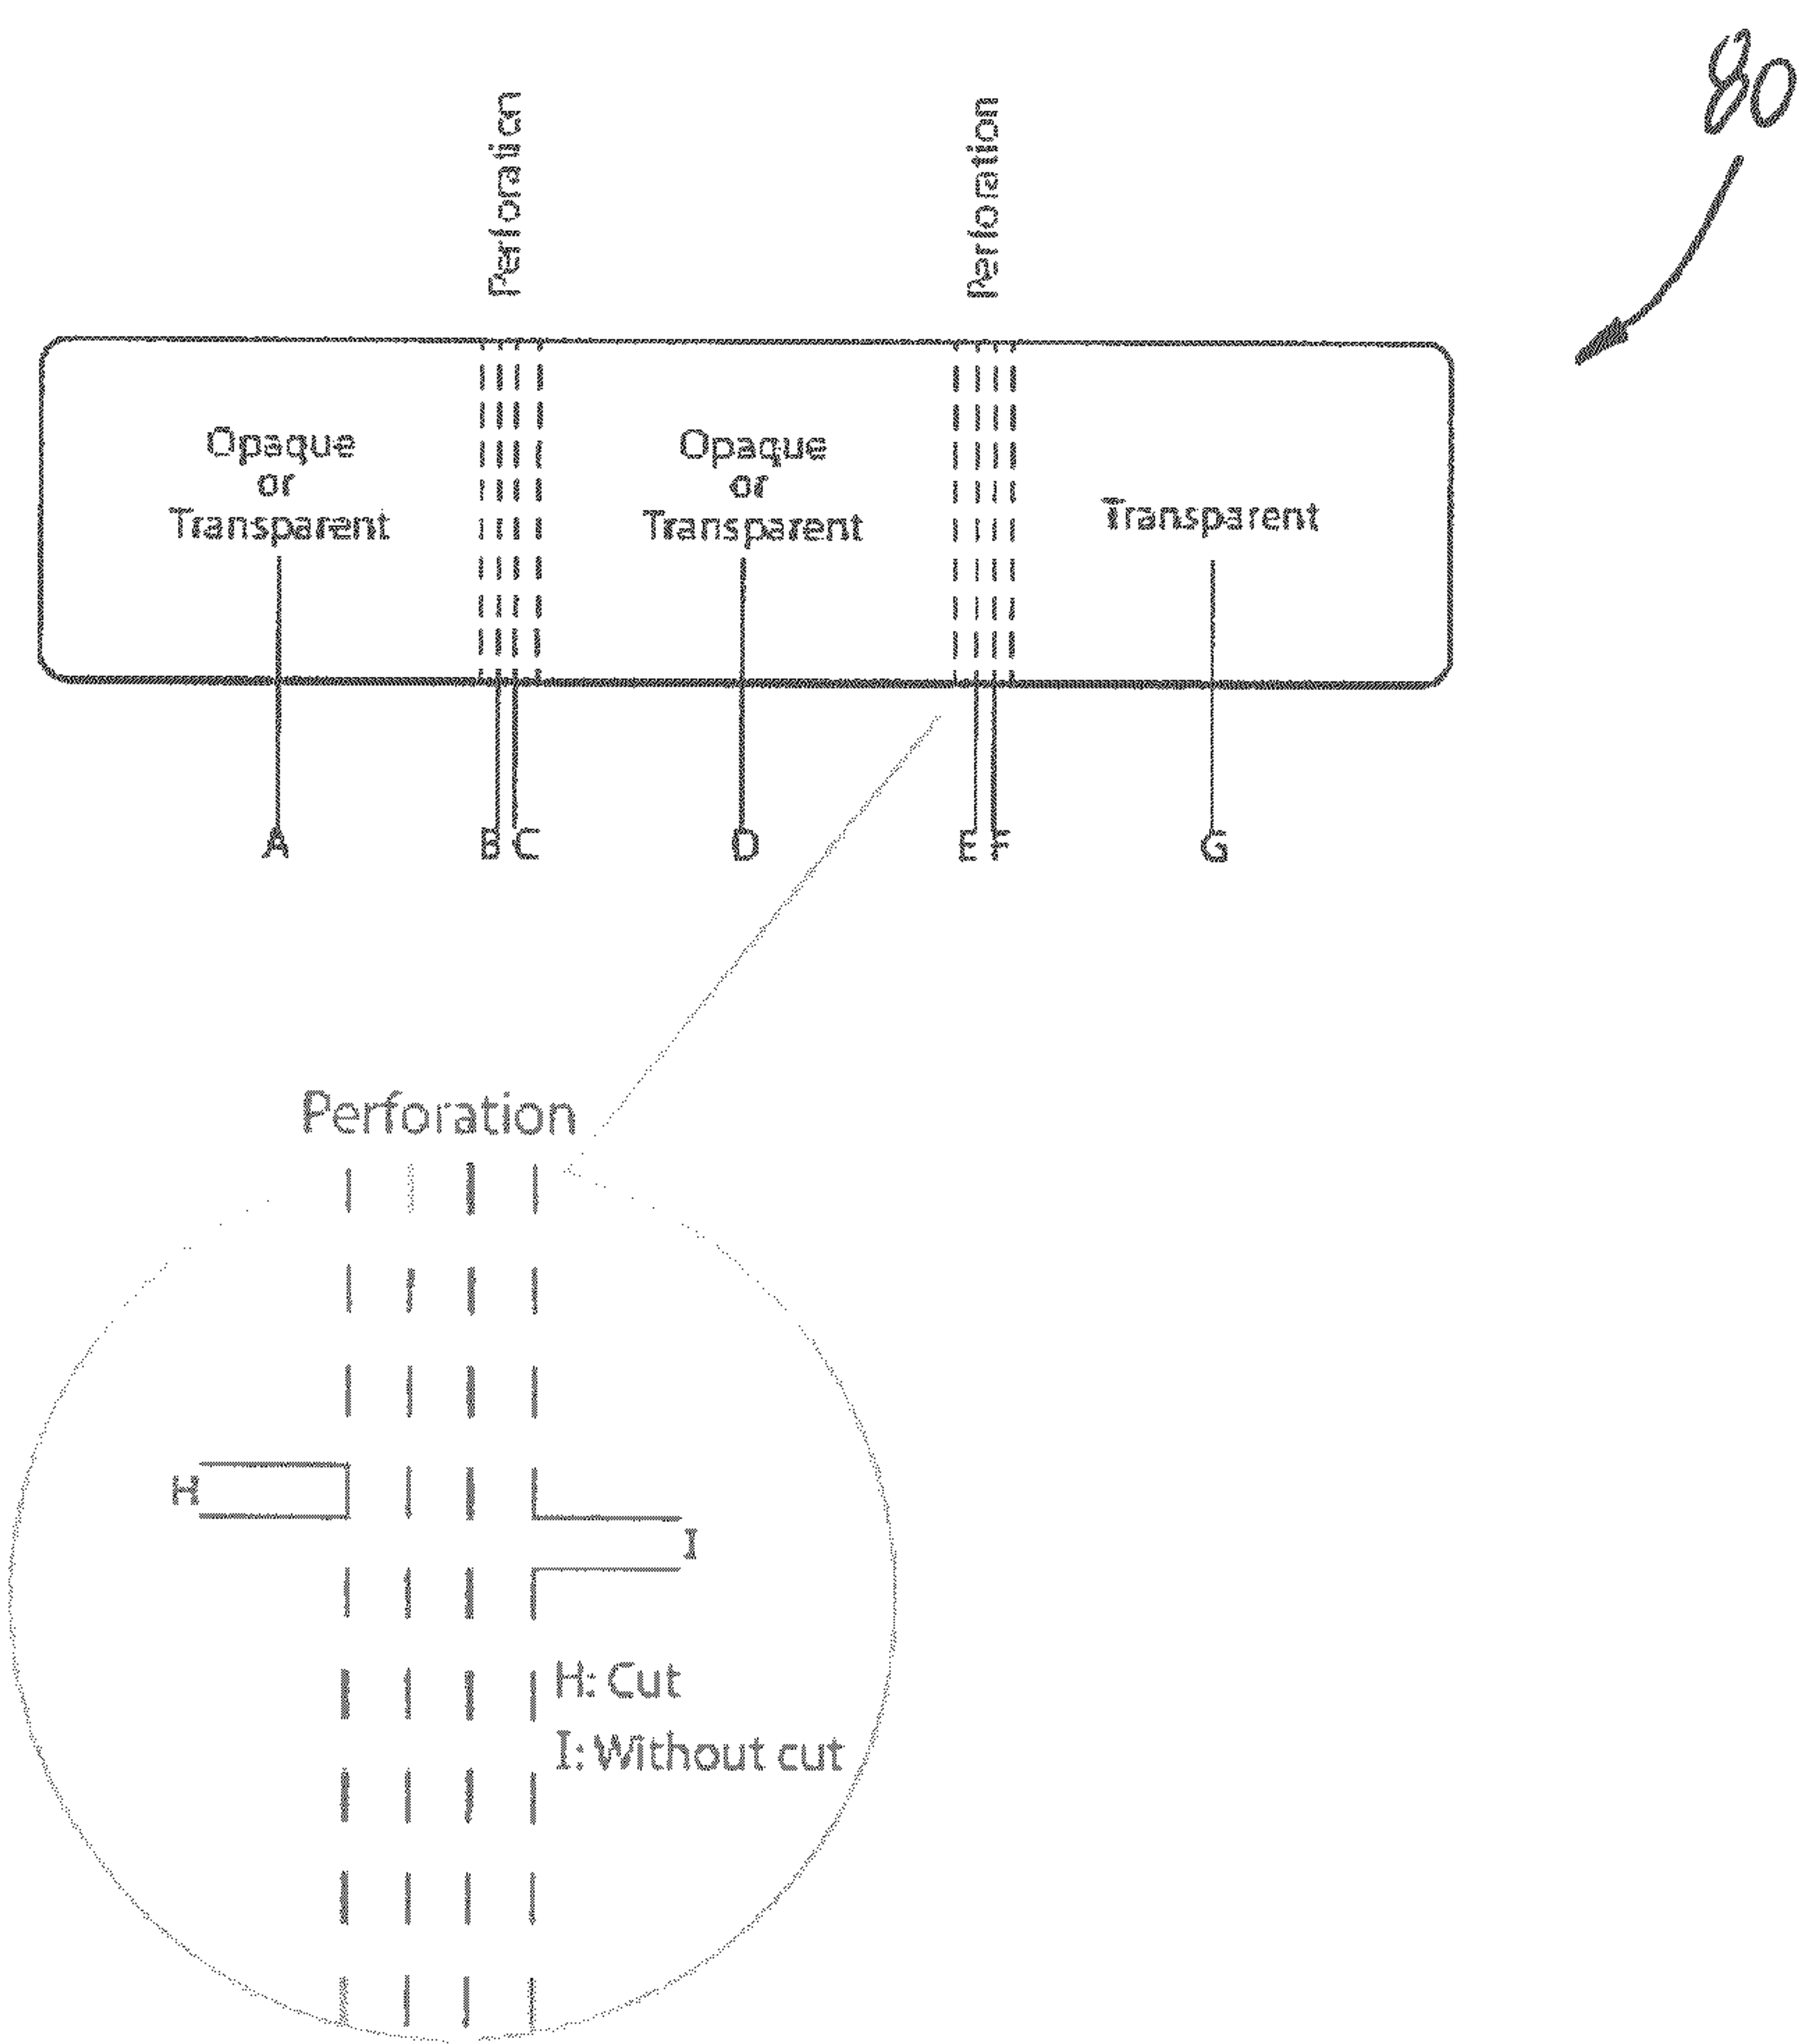 80
Perforation
Perforation
Opaque
or
Transparent
Opaque
or
Transparent
Transparent
A
B
C
D
E
F
G
Perforation
H
I
H: Cut
I: Without cut